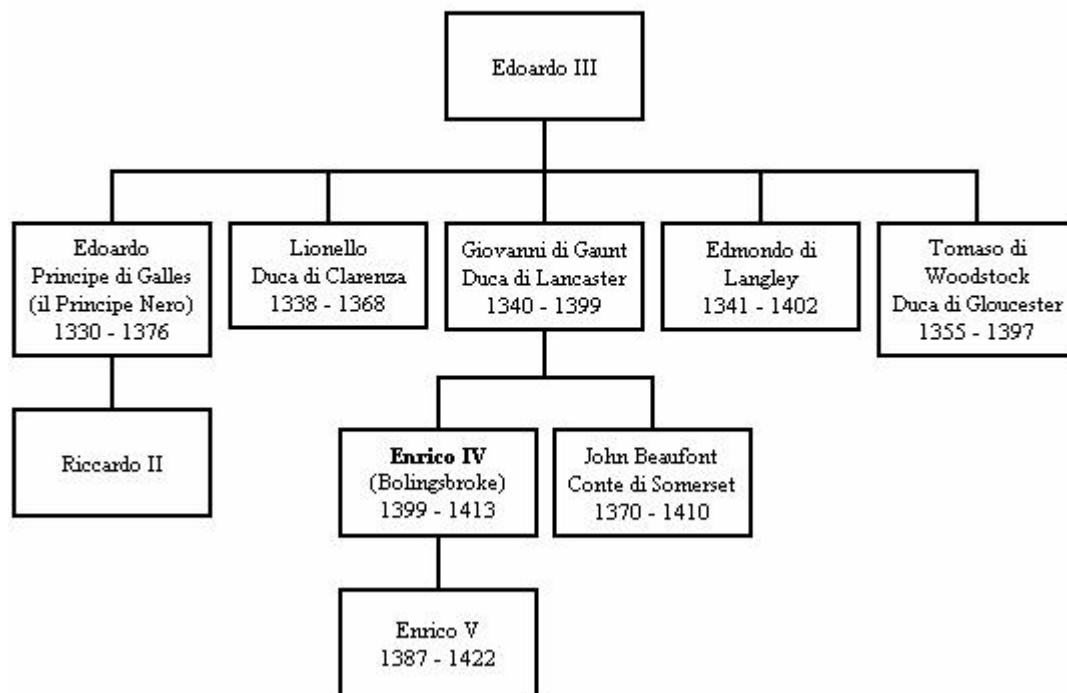 Edoardo III
Edoardo
Principe di Galles
(il Principe Nero)
1330 - 1376
Lionello
Duca di Clarenza
1338 - 1368
Giovanni di Gaunt
Duca di Lancaster
1340 - 1399
Edmondo di
Langley
1341 - 1402
Tomaso di
Woodstock
Duca di Gloucester
1355 - 1397
Riccardo II
Enrico IV
(Bolingsbroke)
1399 - 1413
John Beaufont
Conte di Somerset
1370 - 1410
Enrico V
1387 - 1422